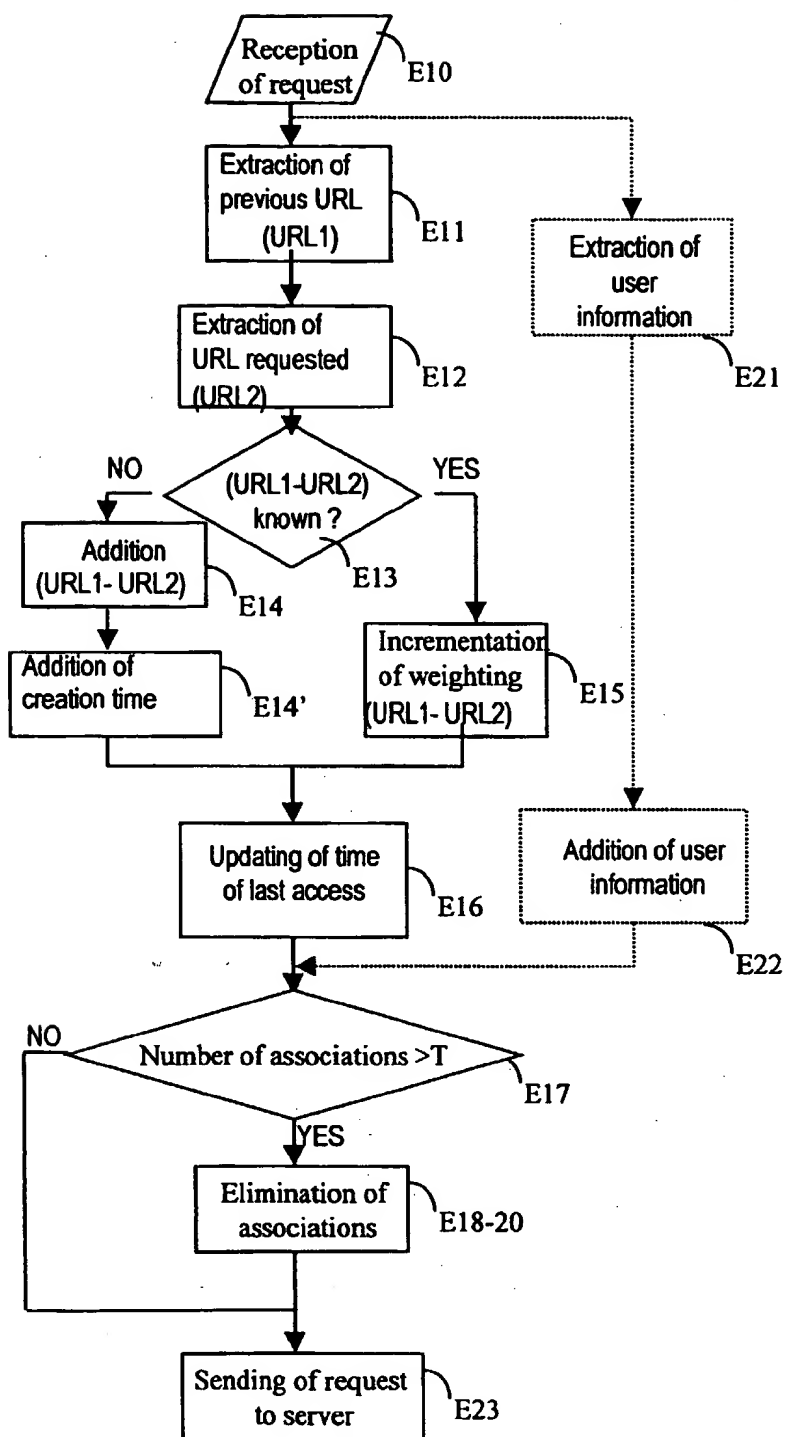 Reception
of request
E10
Extraction of
previous URL
(URL1)
E11
Extraction of
user
information
E21
Extraction of
URL requested
(URL2)
E12
NO
YES
(URL1-URL2)
known ?
E13
Addition
(URL1- URL2)
E14
Addition of
creation time
E14'
Incrementation
of weighting
(URL1- URL2)
E15
Updating of time
of last access
E16
Addition of user
information
E22
NO
Number of associations >T
E17
YES
Elimination of
associations
E18-20
Sending of request
to server
E23